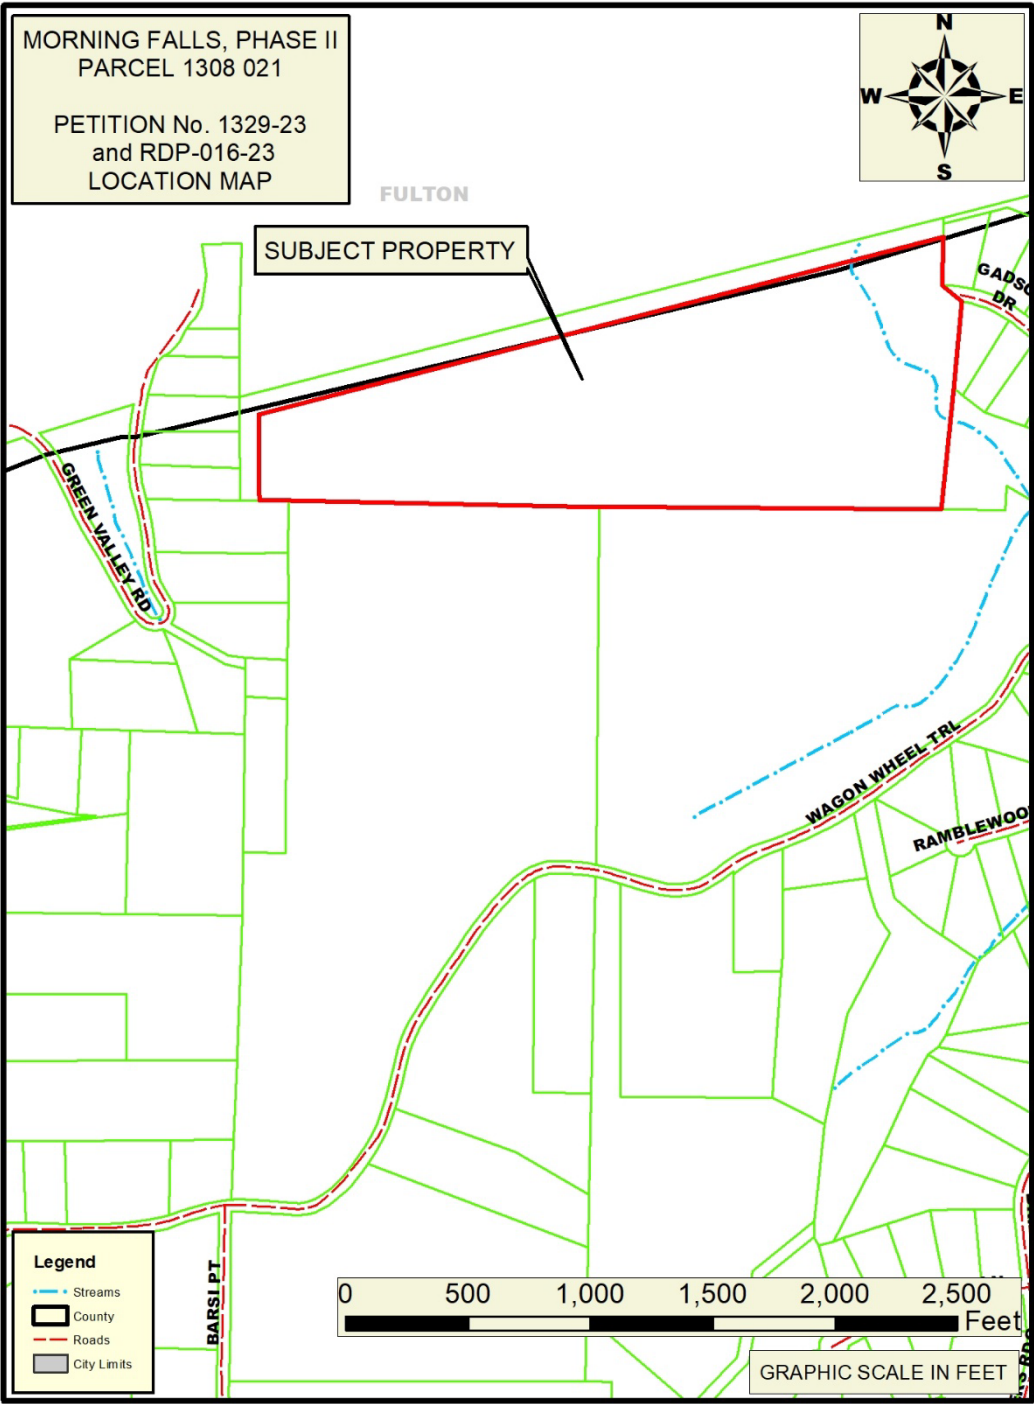 MORNING FALLS, PHASE II
PARCEL 1308 021
PETITION No. 1329-23
and RDP-016-23
LOCATION MAP
N
W
E
S
FULTON
SUBJECT PROPERTY
DR
GREEN VALLEY RD
WAGON WHEEL TRL
BARSI PT
Legend
Streams
County
Roads
City Limits
0 500 1,000 1,500 2,000 2,500
Feet
GRAPHIC SCALE IN FEET